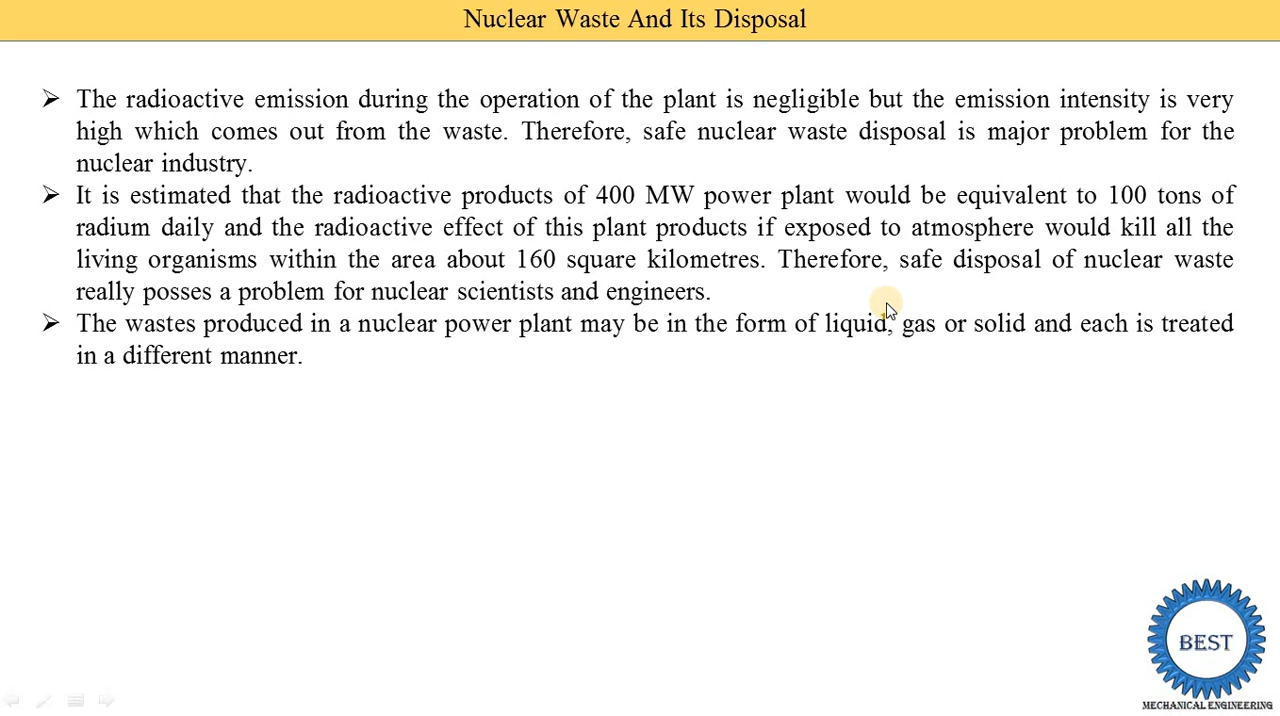 Nuclear Waste And Its Disposal
➢ The radioactive emission during the operation of the plant is negligible but the emission intensity is very
high which comes out from the waste. Therefore, safe nuclear waste disposal is major problem for the
nuclear industry.
➢ It is estimated that the radioactive products of 400 MW power plant would be equivalent to 100 tons of
radium daily and the radioactive effect of this plant products if exposed to atmosphere would kill all the
living organisms within the area about 160 square kilometres. Therefore, safe disposal of nuclear waste
really posses a problem for nuclear scientists and engineers.
➢ The wastes produced in a nuclear power plant may be in the form of liquid, gas or solid and each is treated
in a different manner.
BEST
MECHANICAL ENGINEERING